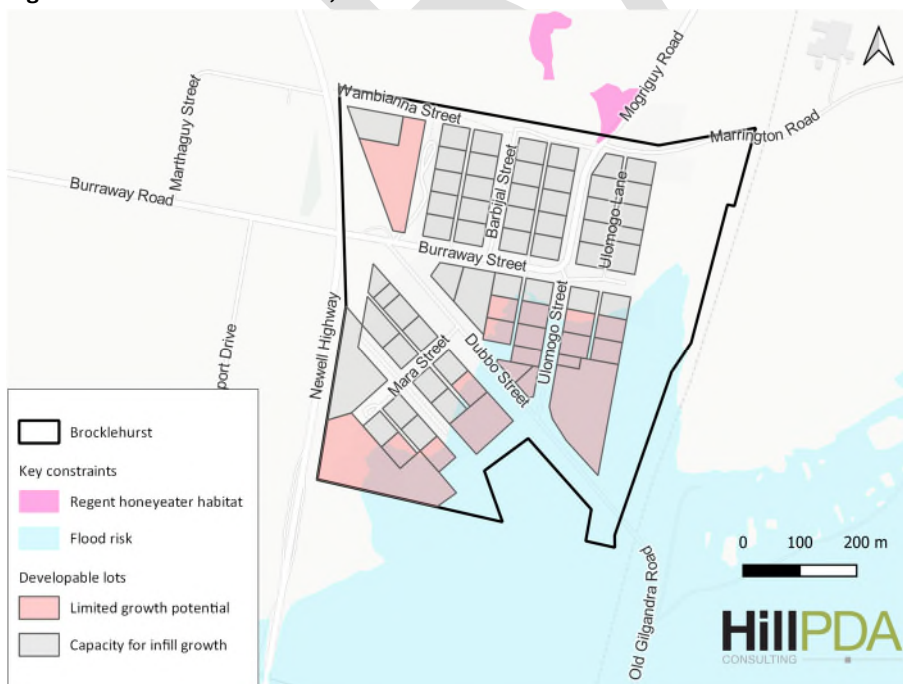 Wambianna Street
Mogriguy Road
Marrington Road
Marthaguy Street
Burraway Road
Barbijal Street
Ulomogo Lane
Burraway Street
Newell Highway
port Drive
Mara Street
Dubbo Street
Ulomogo Street
Old Gilgandra Road
Brocklehurst
Key constraints
Regent honeyeater habitat
Flood risk
Developable lots
Limited growth potential
Capacity for infill growth
0 100 200 m
HillPDA
CONSULTING